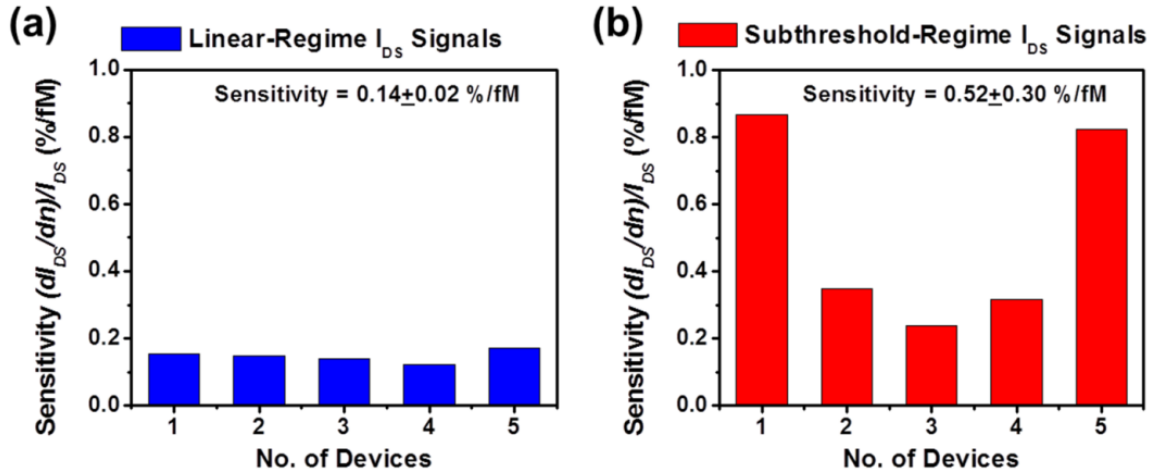 (a)
Linear-Regime I_DS Signals
Sensitivity = 0.14±0.02 %/fM
Sensitivity (dI_DS/dn)/I_DS (%/fM)
1.0
0.8
0.6
0.4
0.2
0.0
1 2 3 4 5
No. of Devices
(b)
Subthreshold-Regime I_DS Signals
Sensitivity = 0.52±0.30 %/fM
Sensitivity (dI_DS/dn)/I_DS (%/fM)
1.0
0.8
0.6
0.4
0.2
0.0
1 2 3 4 5
No. of Devices